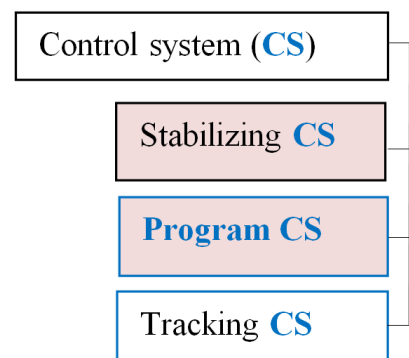 Control system (CS)
Stabilizing CS
Program CS
Tracking CS